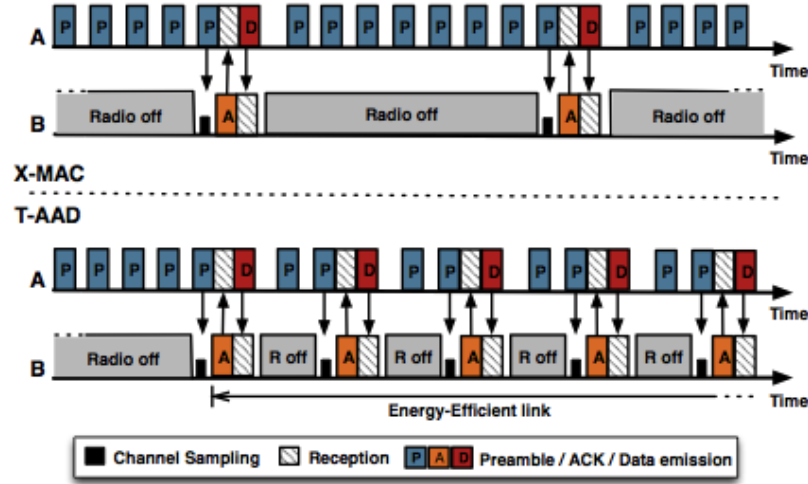 P P P P P D P P P P P P P P D P P P P
A
Time
Radio off A Radio off A Radio off
B
Time
X-MAC
T-AAD
P P P P P D P P D P P D P P D P P D
A
Time
Radio off A R off A R off A R off A R off A
B
Time
Energy-Efficient link
Channel Sampling Reception P A D Preamble / ACK / Data emission